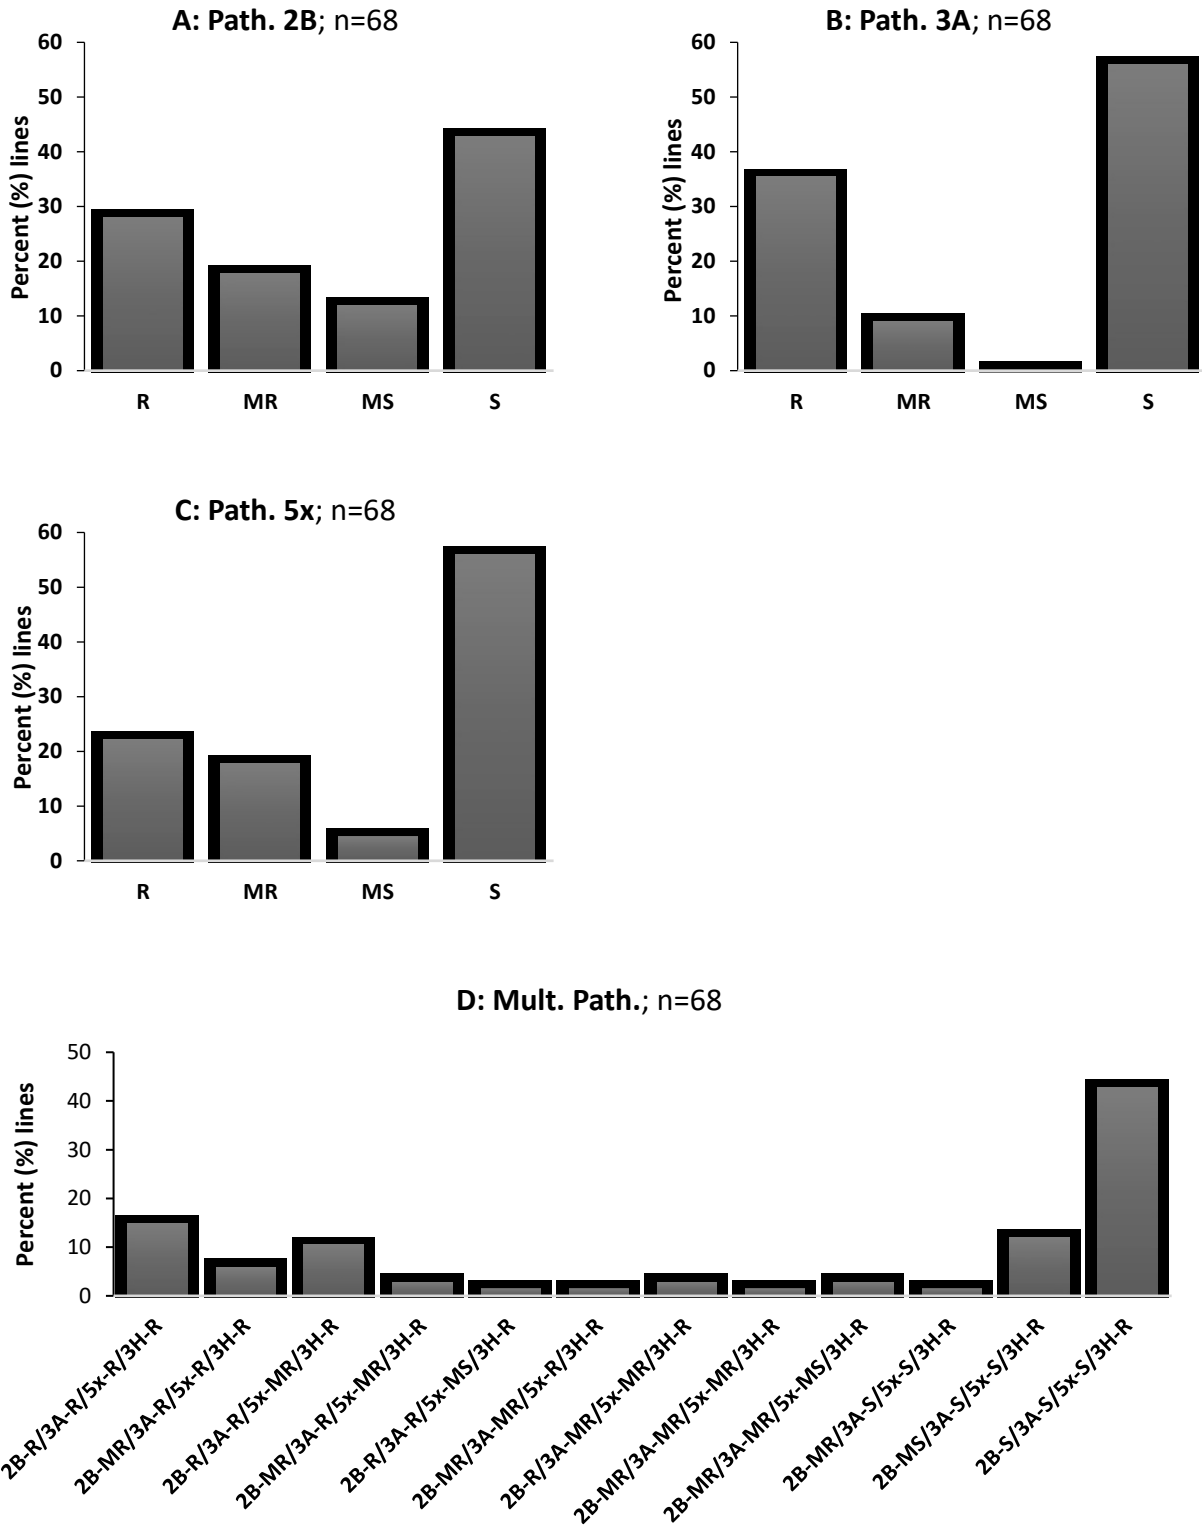 A: Path. 2B; n=68
Percent (%) lines
60
50
40
30
20
10
0
R MR MS S
B: Path. 3A; n=68
Percent (%) lines
60
50
40
30
20
10
0
R MR MS S
C: Path. 5x; n=68
Percent (%) lines
60
50
40
30
20
10
0
R MR MS S
D: Mult. Path.; n=68
Percent (%) lines
50
40
30
20
10
0
2B-R/3A-R/5x-R/3H-R
2B-MR/3A-R/5x-R/3H-R
2B-R/3A-R/5x-MR/3H-R
2B-MR/3A-R/5x-MR/3H-R
2B-R/3A-R/5x-MS/3H-R
2B-MR/3A-MR/5x-R/3H-R
2B-R/3A-MR/5x-MR/3H-R
2B-MR/3A-MR/5x-MR/3H-R
2B-MR/3A-MR/5x-MS/3H-R
2B-MR/3A-S/5x-S/3H-R
2B-MS/3A-S/5x-S/3H-R
2B-S/3A-S/5x-S/3H-R